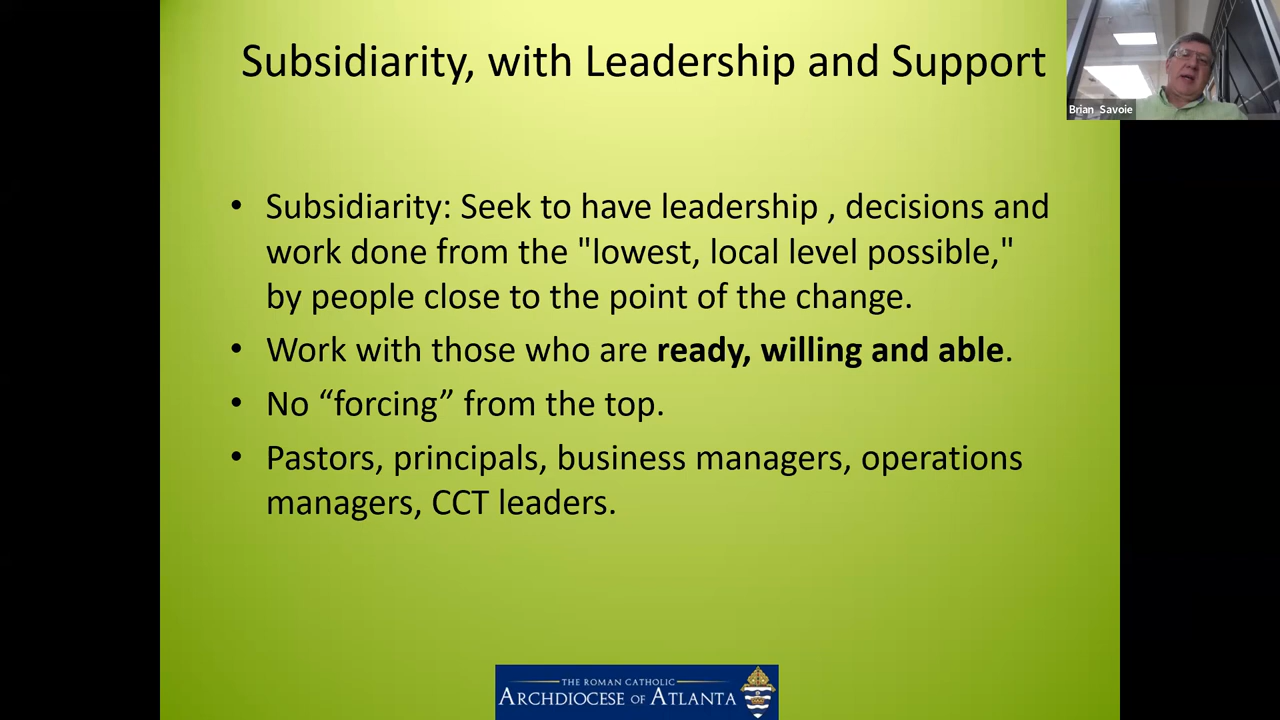 Subsidiarity, with Leadership and Support
Brian Savoie
• Subsidiarity: Seek to have leadership , decisions and
work done from the "lowest, local level possible,"
by people close to the point of the change.
• Work with those who are ready, willing and able.
• No “forcing” from the top.
• Pastors, principals, business managers, operations
managers, CCT leaders.
THE ROMAN CATHOLIC
ARCHDIOCESE OF ATLANTA